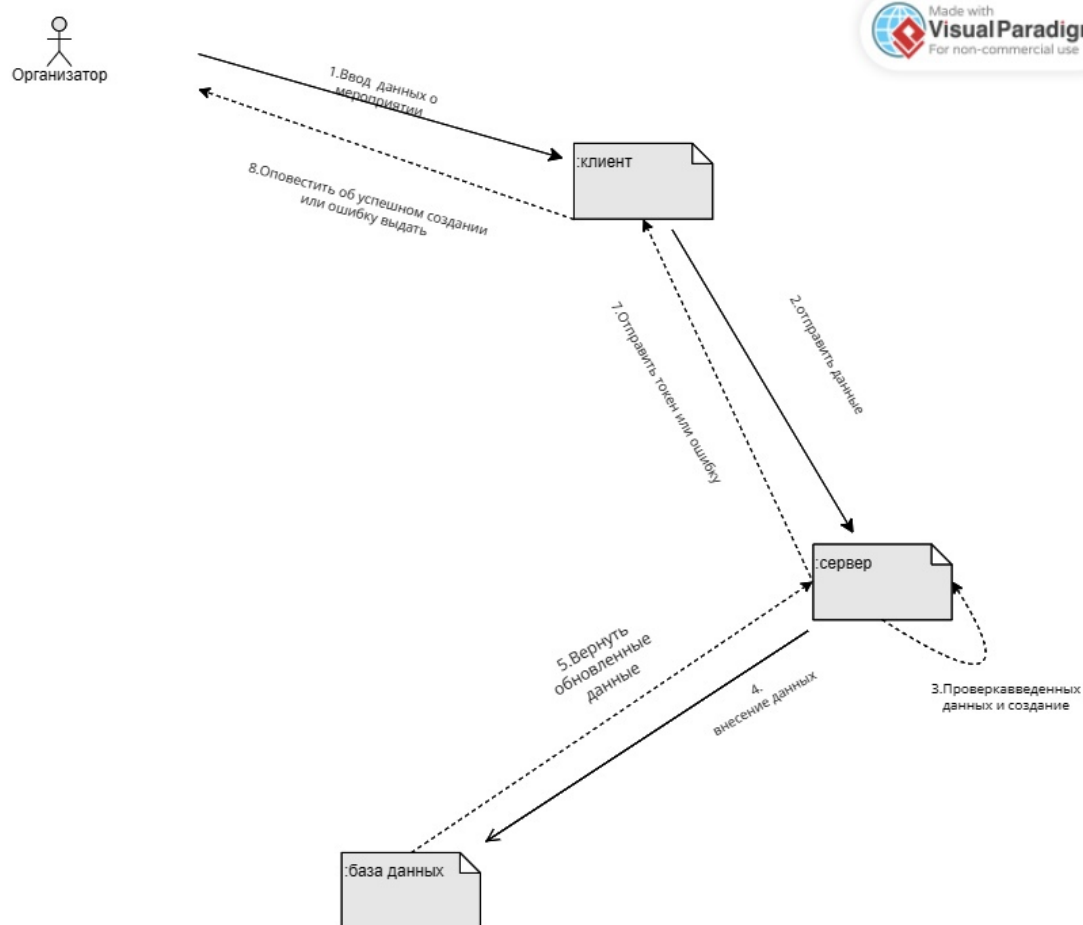 Made with
Visual Paradig
For non-commercial use
Организатор
1.Ввод данных о
мероприятии
:клиент
8.Оповестить об успешном создании
или ошибку выдать
2.отправить данные
7.Отправить токен или ошибку
:сервер
5.Вернуть
обновленные
данные
4.
внесение данных
3.Проверкавведенных
данных и создание
:база данных